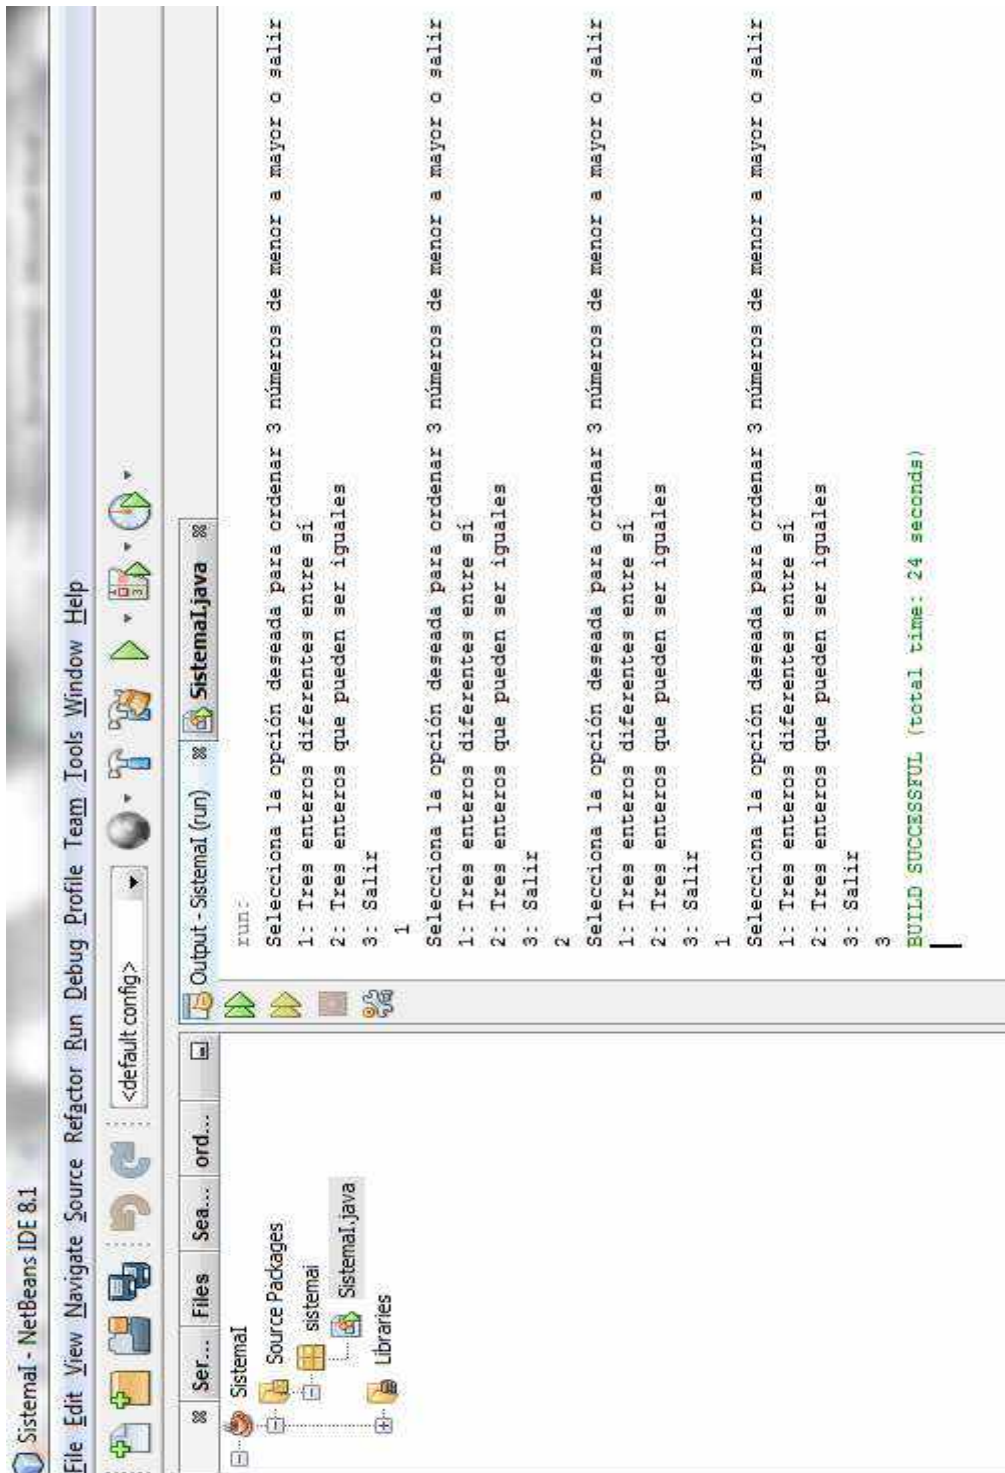 SistemaI - NetBeans IDE 8.1
File Edit View Navigate Source Refactor Run Debug Profile Team Tools Window Help
<default config>
Ser... Files Sea... ord...
SistemaI
Source Packages
sistemai
SistemaI.java
Libraries
Output - SistemaI (run) SistemaI.java
run:
Selecciona la opción deseada para ordenar 3 números de menor a mayor o salir
1: Tres enteros diferentes entre sí
2: Tres enteros que pueden ser iguales
3: Salir
1
Selecciona la opción deseada para ordenar 3 números de menor a mayor o salir
1: Tres enteros diferentes entre sí
2: Tres enteros que pueden ser iguales
3: Salir
2
Selecciona la opción deseada para ordenar 3 números de menor a mayor o salir
1: Tres enteros diferentes entre sí
2: Tres enteros que pueden ser iguales
3: Salir
1
Selecciona la opción deseada para ordenar 3 números de menor a mayor o salir
1: Tres enteros diferentes entre sí
2: Tres enteros que pueden ser iguales
3: Salir
3
BUILD SUCCESSFUL (total time: 24 seconds)